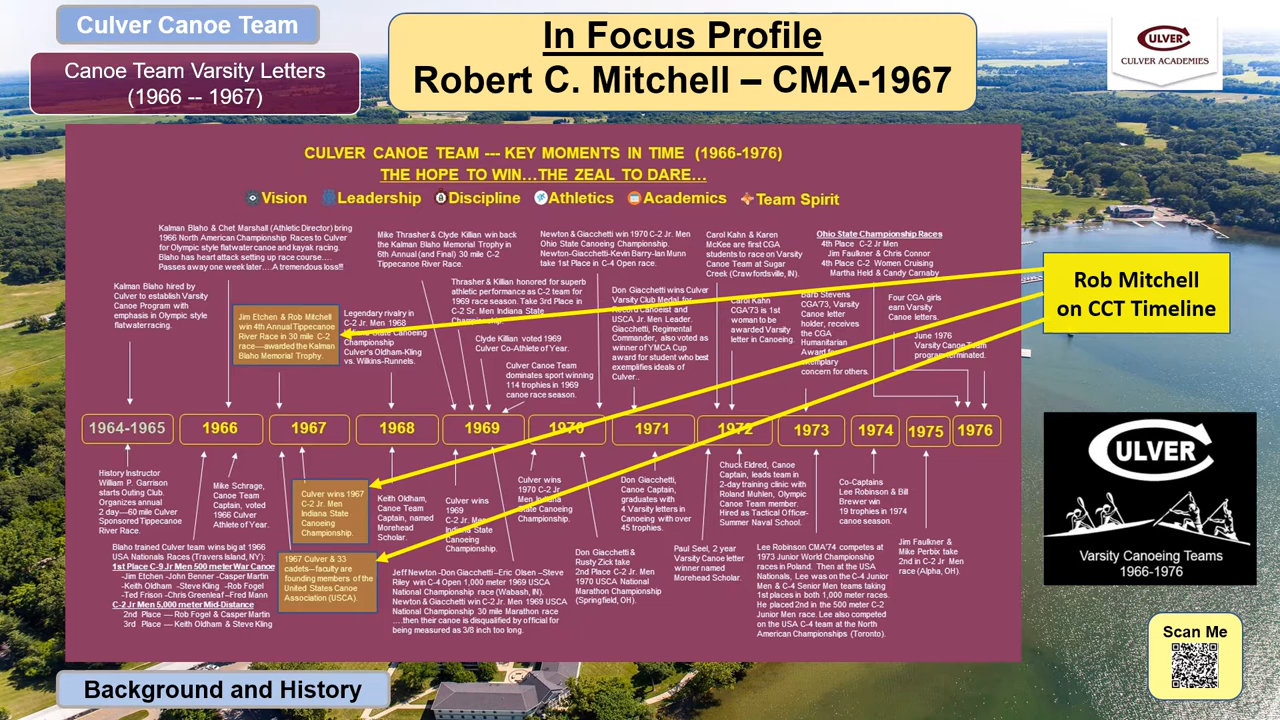 Culver Canoe Team
Canoe Team Varsity Letters
(1966 -- 1967)
In Focus Profile
Robert C. Mitchell – CMA-1967
CULVER
CULVER ACADEMIES
CULVER CANOE TEAM --- KEY MOMENTS IN TIME (1966-1976)
THE HOPE TO WIN…THE ZEAL TO DARE…
Vision
Leadership
Discipline
Athletics
Academics
Team Spirit
Kalman Blaho & Chet Marshall (Athletic Director) bring
1966 North American Championship Races to Culver
for Olympic style flatwater canoe and kayak racing.
Blaho has heart attack setting up race course….
Passes away one week later….A tremendous loss!!!
Mike Thrasher & Clyde Killian win back
the Kalman Blaho Memorial Trophy in
6th Annual (and Final) 30 mile C-2
Tippecanoe River Race.
Newton & Giacchetti win 1970 C-2 Jr. Men
Ohio State Canoeing Championship.
Newton-Giacchetti-Kevin Barry-Ian Munn
take 1st Place in C-4 Open race.
Carol Kahn & Karen
McKee are first CGA
students to race on Varsity
Canoe Team at Sugar
Creek (Crawfordsville, IN).
Ohio State Championship Races
4th Place C-2 Jr Men
Jim Faulkner & Chris Connor
4th Place C-2 Women Cruising
Martha Held & Candy Carnaby
Kalman Blaho hired by
Culver to establish Varsity
Canoe Program with
emphasis in Olympic style
flatwater racing.
Jim Etchen & Rob Mitchell
win 4th Annual Tippecanoe
River Race in 30 mile C-2
race—awarded the Kalman
Blaho Memorial Trophy.
Legendary rivalry in
C-2 Jr. Men 1968
State Canoeing
Championship
Culver's Oldham-Kling
vs. Wilkins-Runnels.
Thrasher & Killian honored for superb
athletic performance as C-2 team for
1969 race season. Take 3rd Place in
C-2 Sr. Men Indiana State
Championship.
Clyde Killian voted 1969
Culver Co-Athlete of Year.
Culver Canoe Team
dominates sport winning
114 trophies in 1969
canoe race season.
Don Giacchetti wins Culver
Varsity Club Medal for
Record Canoeist and
USCA Jr. Men Leader.
Giacchetti, Regimental
Commander, also voted as
winner of YMCA Cup
award for student who best
exemplifies ideals of
Culver..
Carol Kahn
CGA'73 is 1st
woman to be
awarded Varsity
letter in Canoeing.
Barb Stevens
CGA'73, Varsity
Canoe letter
holder, receives
the CGA
Humanitarian
Award for
exemplary
concern for others.
Four CGA girls
earn Varsity
Canoe letters.
June 1976
Varsity Canoe Team
program terminated.
Rob Mitchell
on CCT Timeline
1964-1965
1966
1967
1968
1969
1970
1971
1972
1973
1974
1975
1976
History Instructor
William P. Garrison
starts Outing Club.
Organizes annual
2 day—60 mile Culver
Sponsored Tippecanoe
River Race.
Mike Schrage,
Canoe Team
Captain, voted
1966 Culver
Athlete of Year.
Culver wins 1967
C-2 Jr. Men
Indiana State
Canoeing
Championship.
Keith Oldham,
Canoe Team
Captain, named
Morehead
Scholar.
Culver wins
1969
C-2 Jr. Men
Indiana State
Canoeing
Championship.
Culver wins
1970 C-2 Jr.
Men Indiana
State Canoeing
Championship.
Don Giacchetti,
Canoe Captain,
graduates with
4 Varsity letters in
Canoeing with over
45 trophies.
Chuck Eldred, Canoe
Captain, leads team in
2-day training clinic with
Roland Muhlen, Olympic
Canoe Team member.
Hired as Tactical Officer-
Summer Naval School.
Co-Captains
Lee Robinson & Bill
Brewer win
19 trophies in 1974
canoe season.
Blaho trained Culver team wins big at 1966
USA Nationals Races (Travers Island, NY):
1st Place C-9 Jr Men 500 meter War Canoe
–Jim Etchen –John Benner –Casper Martin
–Keith Oldham –Steve Kling –Rob Fogel
–Ted Frison –Chris Greenleaf –Fred Mann
C-2 Jr Men 5,000 meter Mid-Distance
2nd Place --- Rob Fogel & Casper Martin
3rd Place --- Keith Oldham & Steve Kling
1967 Culver & 33
cadets–faculty are
founding members of the
United States Canoe
Association (USCA).
Jeff Newton –Don Giacchetti –Eric Olsen –Steve
Riley win C-4 Open 1,000 meter 1969 USCA
National Championship race (Wabash, IN).
Newton & Giacchetti win C-2 Jr. Men 1969 USCA
National Championship 30 mile Marathon race
….then their canoe is disqualified by official for
being measured as 3/8 inch too long.
Don Giacchetti &
Rusty Zick take
2nd Place C-2 Jr. Men
1970 USCA National
Marathon Championship
(Springfield, OH).
Paul Seel, 2 year
Varsity Canoe letter
winner named
Morehead Scholar.
Lee Robinson CMA'74 competes at
1973 Junior World Championship
races in Poland. Then at the USA
Nationals, Lee was on the C-4 Junior
Men & C-4 Senior Men teams taking
1st places in both 1,000 meter races.
He placed 2nd in the 500 meter C-2
Junior Men race. Lee also competed
on the USA C-4 team at the North
American Championships (Toronto).
Jim Faulkner &
Mike Perbix take
2nd in C-2 Jr Men
race (Alpha, OH).
CULVER
Varsity Canoeing Teams
1966-1976
Scan Me
Background and History